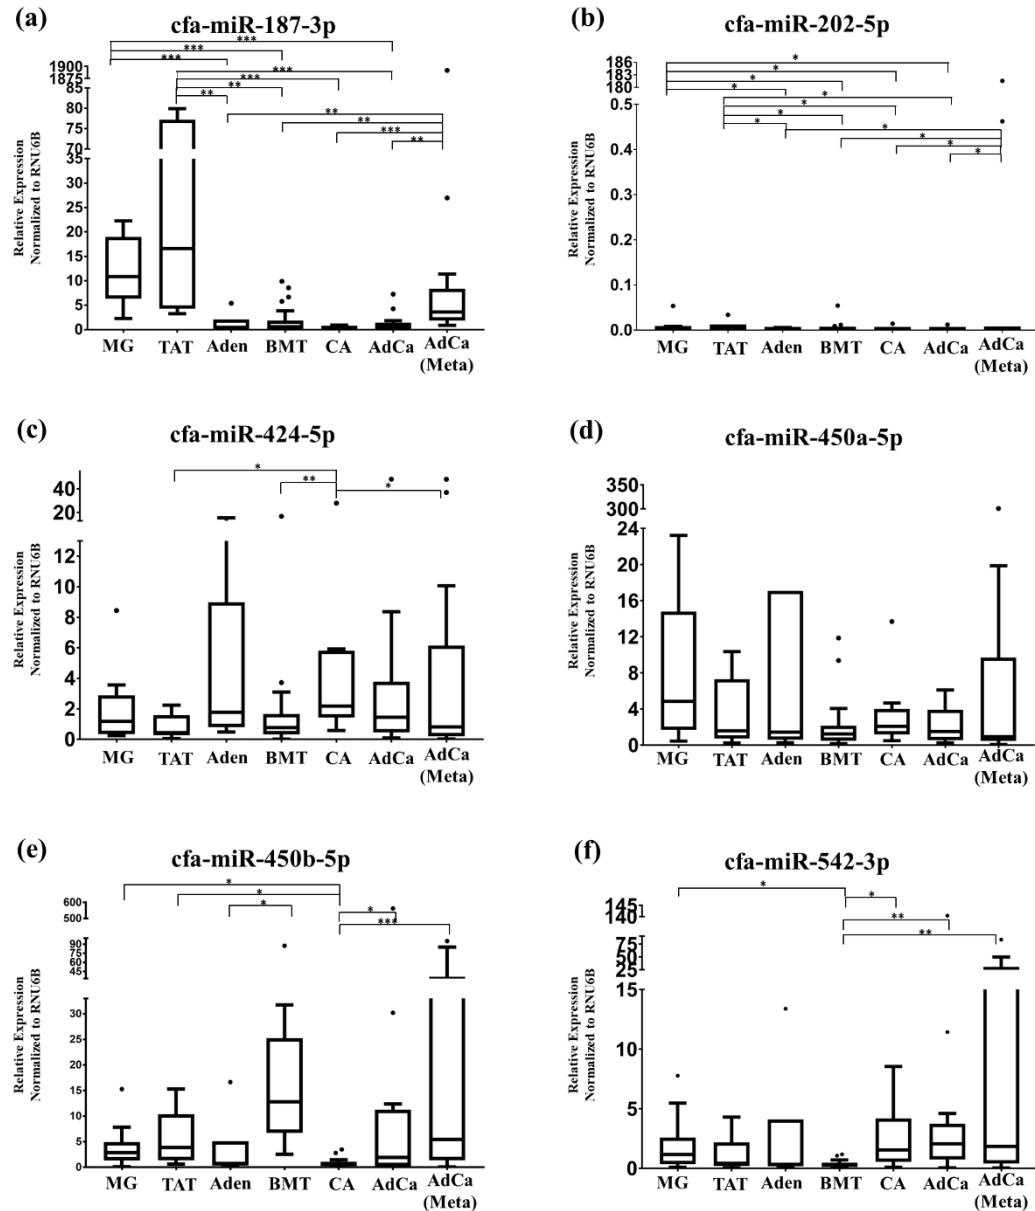 (a)
cfa-miR-187-3p
***
***
***
***
***
**
**
**
**
***
**
1900
1875
85
80
75
70
35
30
25
20
15
10
5
0
Relative Expression
Normalized to RNU6B
MG TAT Aden BMT CA AdCa AdCa
(Meta)
(b)
cfa-miR-202-5p
*
*
*
*
*
*
*
*
*
*
*
*
186
183
180
0.5
0.4
0.3
0.2
0.1
0.0
Relative Expression
Normalized to RNU6B
MG TAT Aden BMT CA AdCa AdCa
(Meta)
(c)
cfa-miR-424-5p
*
**
*
40
20
12
10
8
6
4
2
0
Relative Expression
Normalized to RNU6B
MG TAT Aden BMT CA AdCa AdCa
(Meta)
(d)
cfa-miR-450a-5p
350
300
24
20
16
12
8
4
0
Relative Expression
Normalized to RNU6B
MG TAT Aden BMT CA AdCa AdCa
(Meta)
(e)
cfa-miR-450b-5p
*
*
*
*
***
600
500
90
75
60
45
30
25
20
15
10
5
0
Relative Expression
Normalized to RNU6B
MG TAT Aden BMT CA AdCa AdCa
(Meta)
(f)
cfa-miR-542-3p
*
*
**
**
145
140
75
50
25
15
10
5
0
Relative Expression
Normalized to RNU6B
MG TAT Aden BMT CA AdCa AdCa
(Meta)